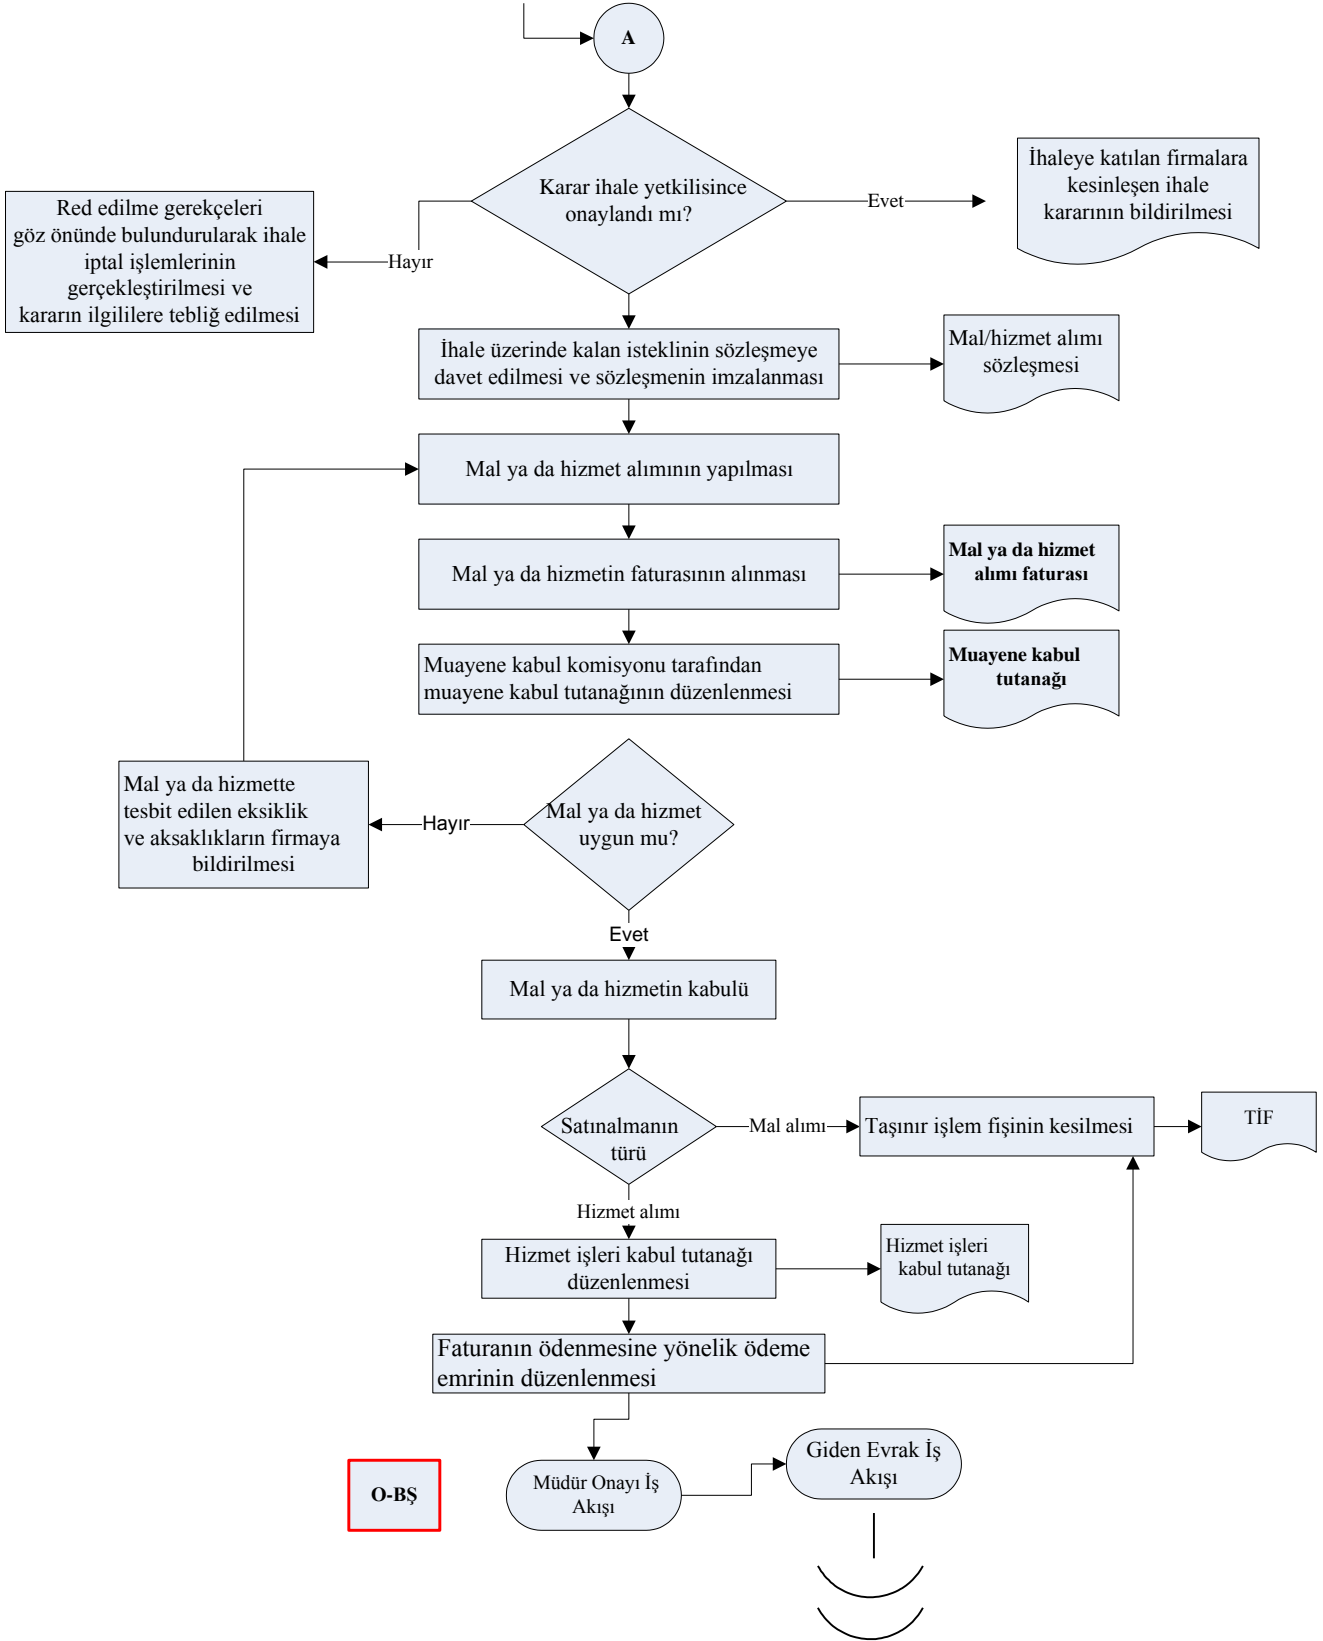 A
Karar ihale yetkilisince
onaylandı mı?
Evet
İhaleye katılan firmalara
kesinleşen ihale
kararının bildirilmesi
Hayır
Red edilme gerekçeleri
göz önünde bulundurularak ihale
iptal işlemlerinin
gerçekleştirilmesi ve
kararın ilgililere tebliğ edilmesi
İhale üzerinde kalan isteklinin sözleşmeye
davet edilmesi ve sözleşmenin imzalanması
Mal/hizmet alımı
sözleşmesi
Mal ya da hizmet alımının yapılması
Mal ya da hizmetin faturasının alınması
Mal ya da hizmet
alımı faturası
Muayene kabul komisyonu tarafından
muayene kabul tutanağının düzenlenmesi
Muayene kabul
tutanağı
Mal ya da hizmet
uygun mu?
Hayır
Mal ya da hizmette
tesbit edilen eksiklik
ve aksaklıkların firmaya
bildirilmesi
Evet
Mal ya da hizmetin kabulü
Satınalmanın
türü
Mal alımı
Taşınır işlem fişinin kesilmesi
TİF
Hizmet alımı
Hizmet işleri kabul tutanağı
düzenlenmesi
Hizmet işleri
kabul tutanağı
Faturanın ödenmesine yönelik ödeme
emrinin düzenlenmesi
Giden Evrak İş
Akışı
Müdür Onayı İş
Akışı
O-BŞ